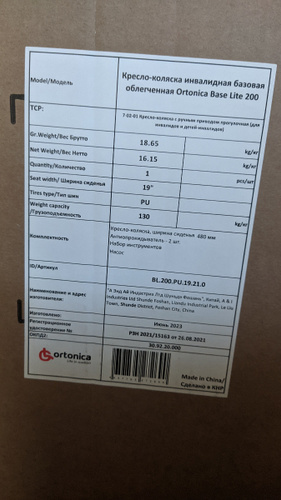 Model/Модель
Кресло-коляска инвалидная базовая
облегченная Ortonica Base Lite 200
ТСР:
7-02-01 Кресло-коляска с ручным приводом прогулочная (для
инвалидов и детей-инвалидов)
Gr.Weight/Вес Брутто 18.65 kg/кг
Net Weight/Вес Нетто 16.15 kg/кг
Quantity/Количество 1 pcs/шт
Seat width/ Ширина сиденья 19"
Tires type/Тип шин PU
Weight capacity
/Грузоподъемность 130 kg/кг
Комплектность
Кресло-коляска, ширина сиденья 480 мм
Антиопрокидыватель - 2 шт.
Набор инструментов
Насос
ID/Артикул BL.200.PU.19.21.0
Наименование и адрес
изготовителя:
Industries Ltd Shunde Foshan, Liandu Industrial Park, Le Liu
Town, Shunde District, Foshan City, China
Изготовлено: Июнь 2023
Регистрационное
удостоверение № РЗН 2021/15163 от 25.08.2021
ОКПД2: 30.92.20.000
ortonica
Made in China/
Сделано в КНР